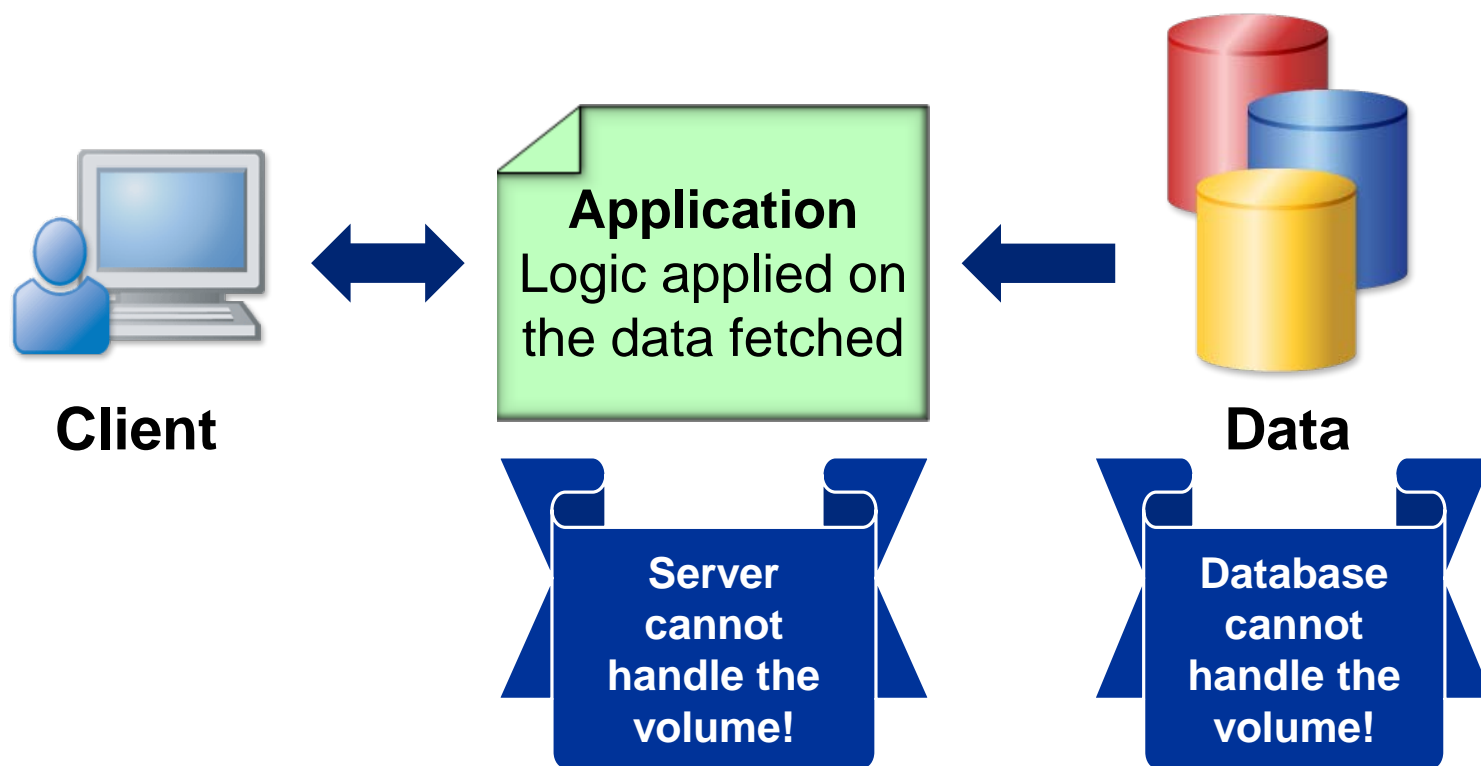 Application
Logic applied on
the data fetched
Client
Data
Server
cannot
handle the
volume!
Database
cannot
handle the
volume!